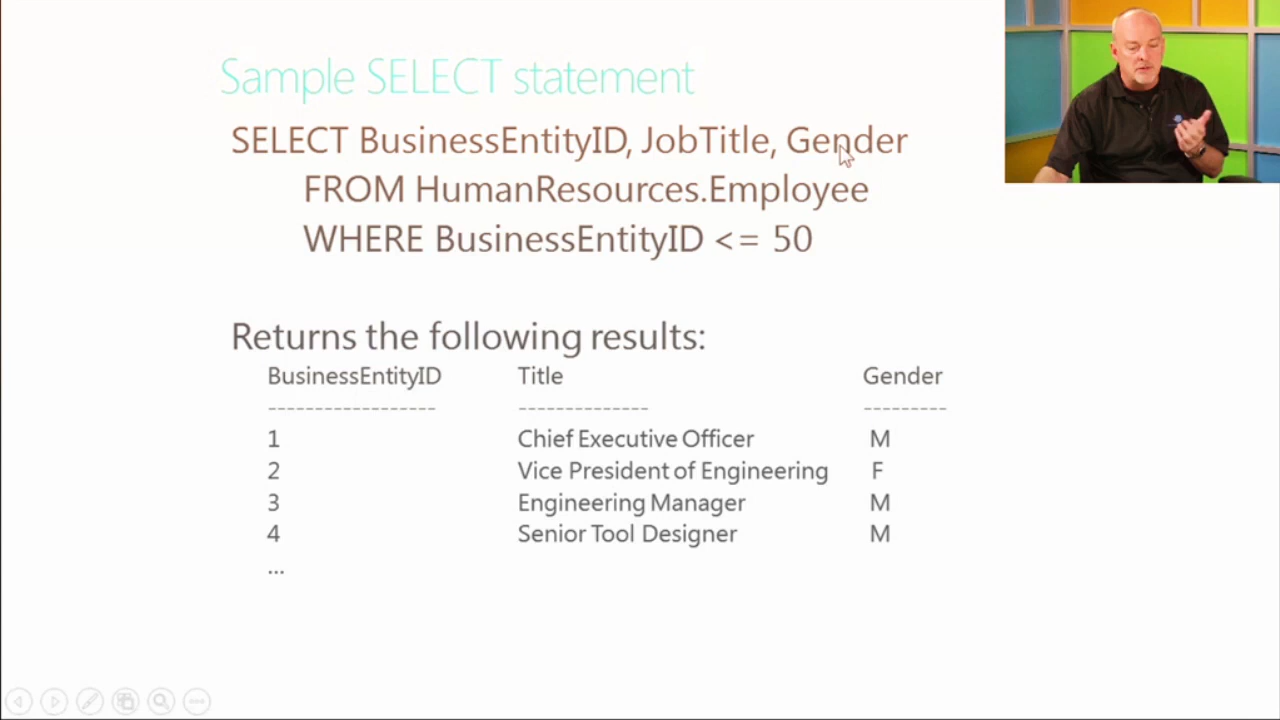 Sample SELECT statement
SELECT BusinessEntityID, JobTitle, Gender
FROM HumanResources.Employee
WHERE BusinessEntityID <= 50
Returns the following results:
BusinessEntityID Title Gender
------------------ -------------- ---------
1 Chief Executive Officer M
2 Vice President of Engineering F
3 Engineering Manager M
4 Senior Tool Designer M
...